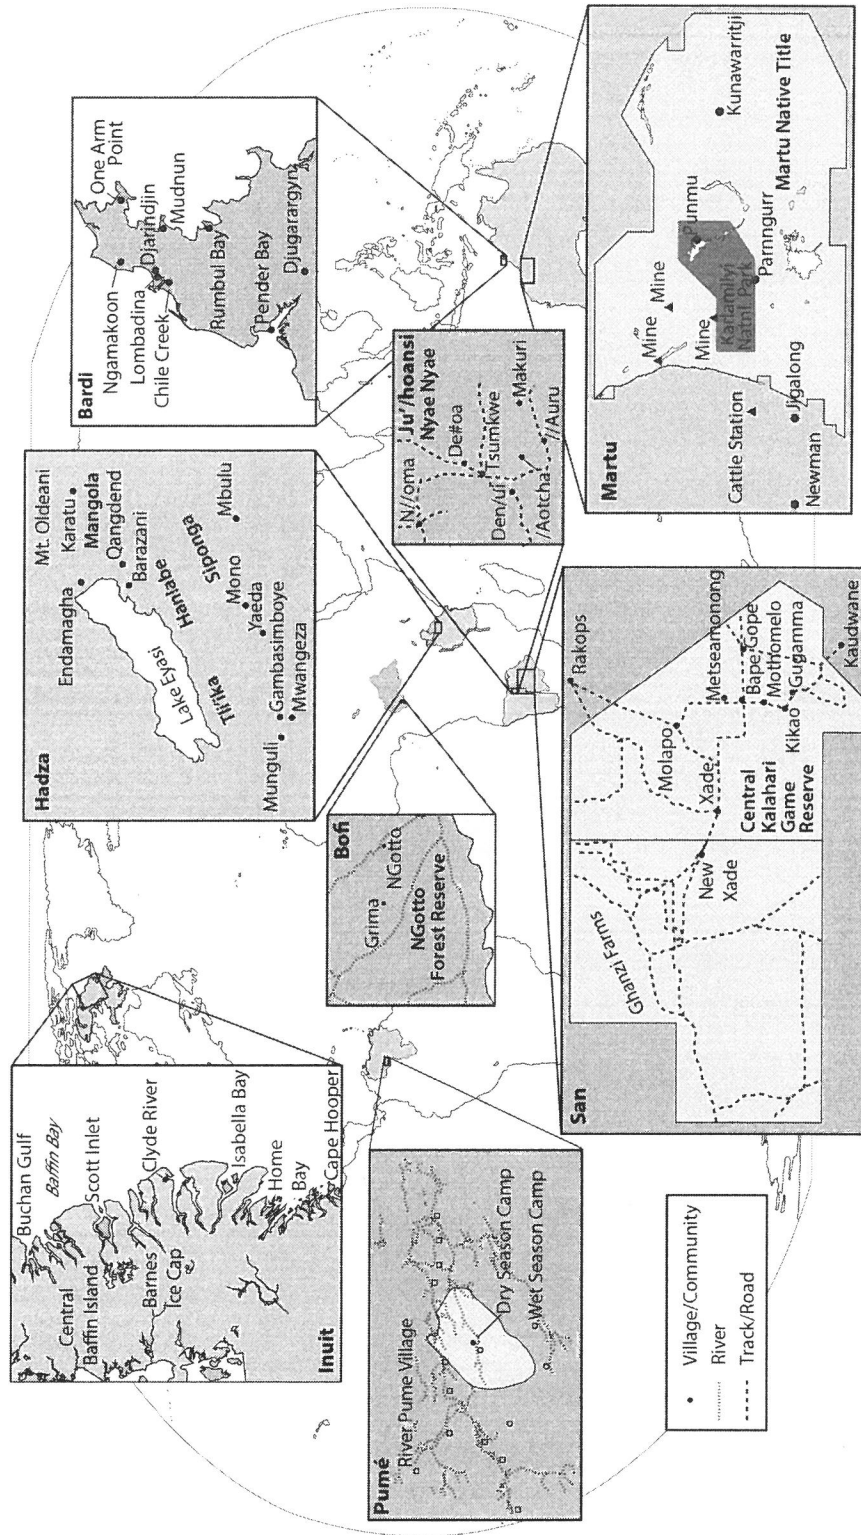 Inuit
Buchan Gulf
Baffin Bay
Scott Inlet
Clyde River
Isabella Bay
Home
Bay
Cape Hooper
Central
Baffin Island
Barnes
Ice Cap
Pumé
River Pume Village
Dry Season Camp
Wet Season Camp
Village/Community
River
Track/Road
Bofi
Grima
NGotto
NGotto
Forest Reserve
Hadza
Mt. Oldeani
Endamagha
Karatu
Mangola
Qangdend
Barazani
Lake Eyasi
Hanjabe
Siponga
Tli'ika
Mbulu
Mono
Yaeda
Munguli
Gambasimboye
Mwangeza
San
Ghanzi Farms
New
Xade
Xade
Molapo
Rakops
Metseamonong
Bape
Gope
Mothomelo
Gugamma
Kikao
Kaudwane
Central
Kalahari
Game
Reserve
Ju'/hoansi
Nyae Nyae
N//oma
De#oa
Tsumkwe
Den/ui
Makuri
/Aotcha
//Auru
Bardi
Ngamakoon
One Arm
Point
Lombadina
Djarindjin
Chile Creek
Mudnun
Rumbul Bay
Pender Bay
Djugarargyn
Martu
Mine
Mine
Mine
Punmu
Karlamilyi
Natnl Park
Kunawarritji
Cattle Station
Parnngurr
Martu Native Title
Jigalong
Newman